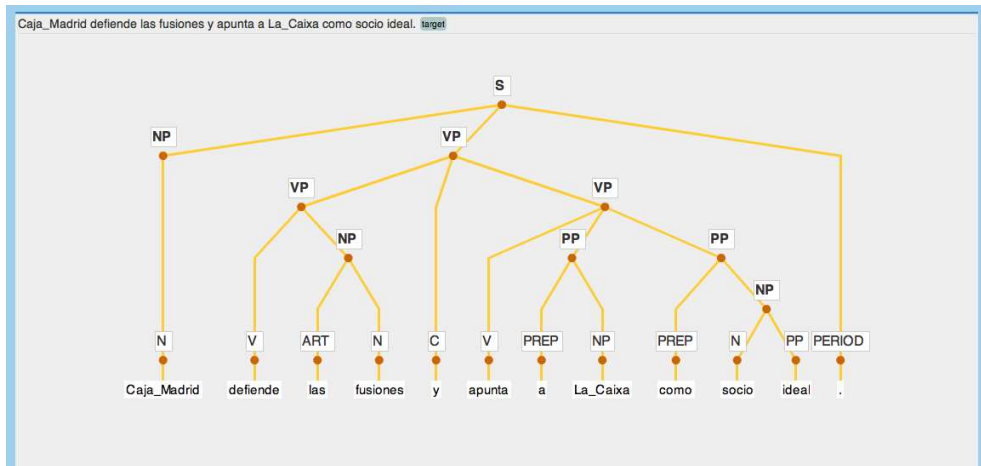 Caja_Madrid defiende las fusiones y apunta a La_Caixa como socio ideal. target
S
NP VP
VP VP
NP PP PP
NP
N V ART N C V PREP NP PREP N PP PERIOD
Caja_Madrid defiende las fusiones y apunta a La_Caixa como socio ideal .